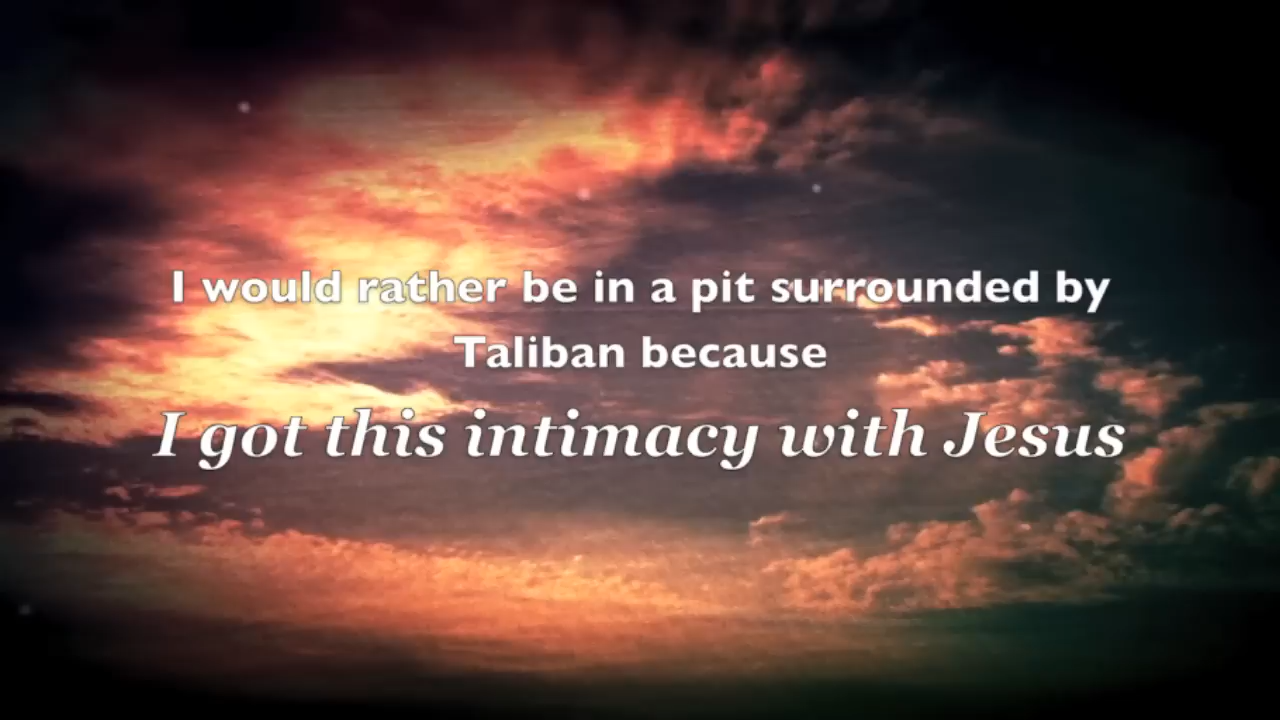 I would rather be in a pit surrounded by
Taliban because
I got this intimacy with Jesus